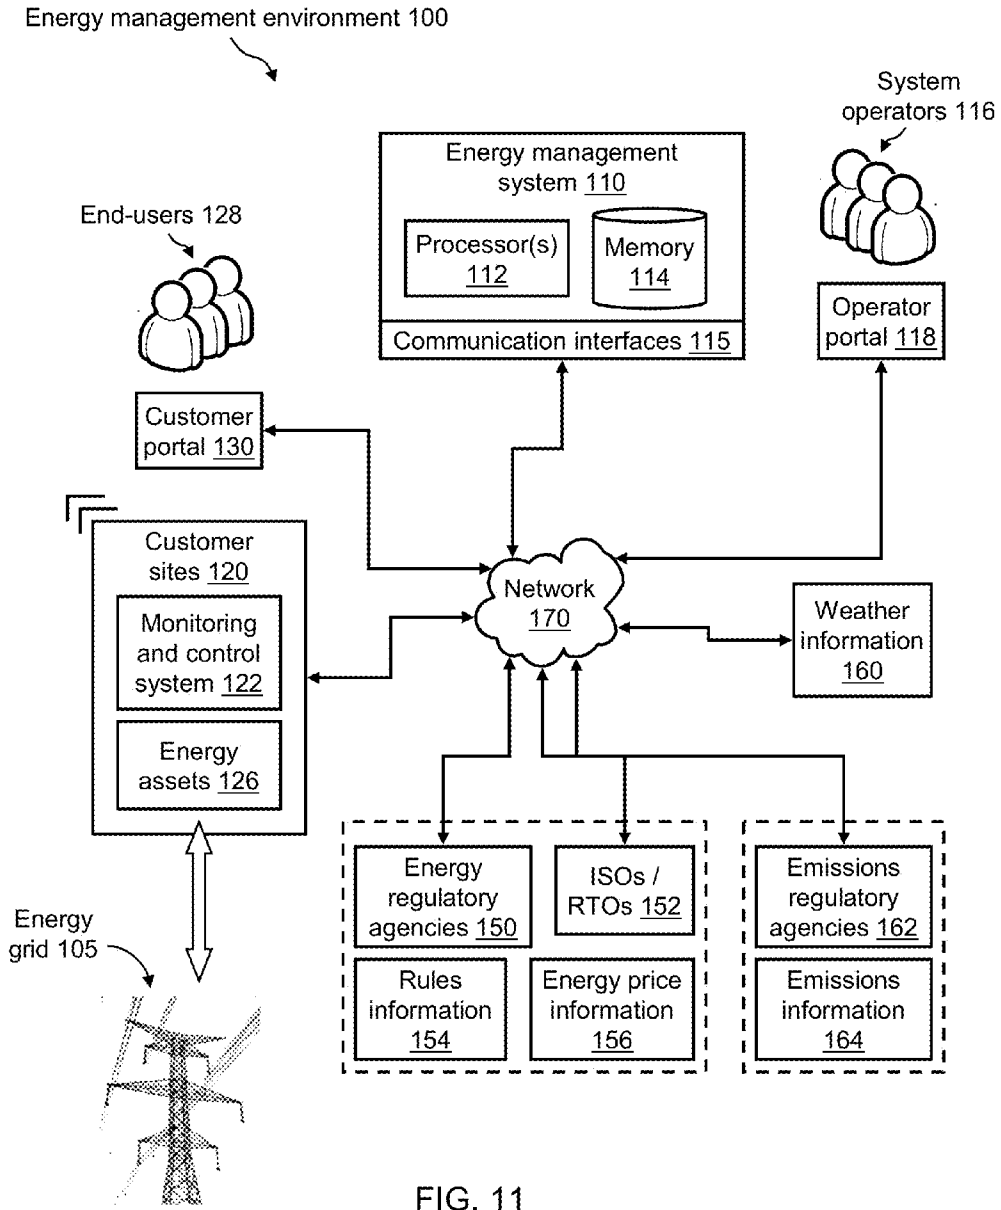 Energy management environment 100
System
operators 116
Energy management
system 110
End-users 128
Processor(s)
112
Memory
114
Operator
portal 118
Communication interfaces 115
Customer
portal 130
Customer
sites 120
Network
170
Weather
information
160
Monitoring
and control
system 122
Energy
assets 126
Energy
regulatory
agencies 150
ISOs /
RTOs 152
Emissions
regulatory
agencies 162
Energy
grid 105
Rules
information
154
Energy price
information
156
Emissions
information
164
FIG. 11